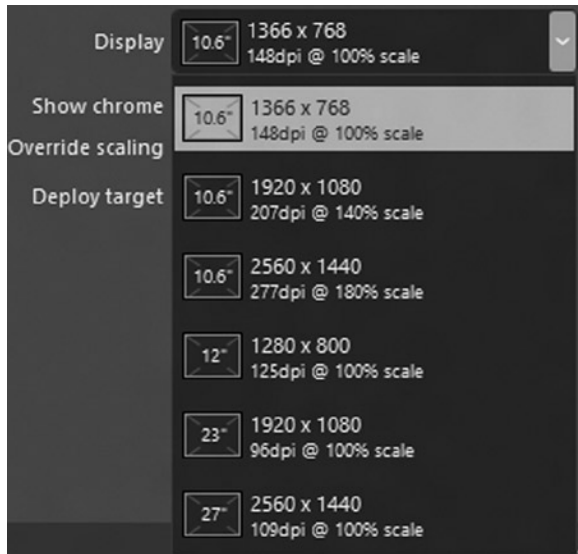 Display
10.6"
1366 x 768
148dpi @ 100% scale
Show chrome
Override scaling
Deploy target
10.6"
1366 x 768
148dpi @ 100% scale
10.6"
1920 x 1080
207dpi @ 140% scale
10.6"
2560 x 1440
277dpi @ 180% scale
12"
1280 x 800
125dpi @ 100% scale
23"
1920 x 1080
96dpi @ 100% scale
27"
2560 x 1440
109dpi @ 100% scale